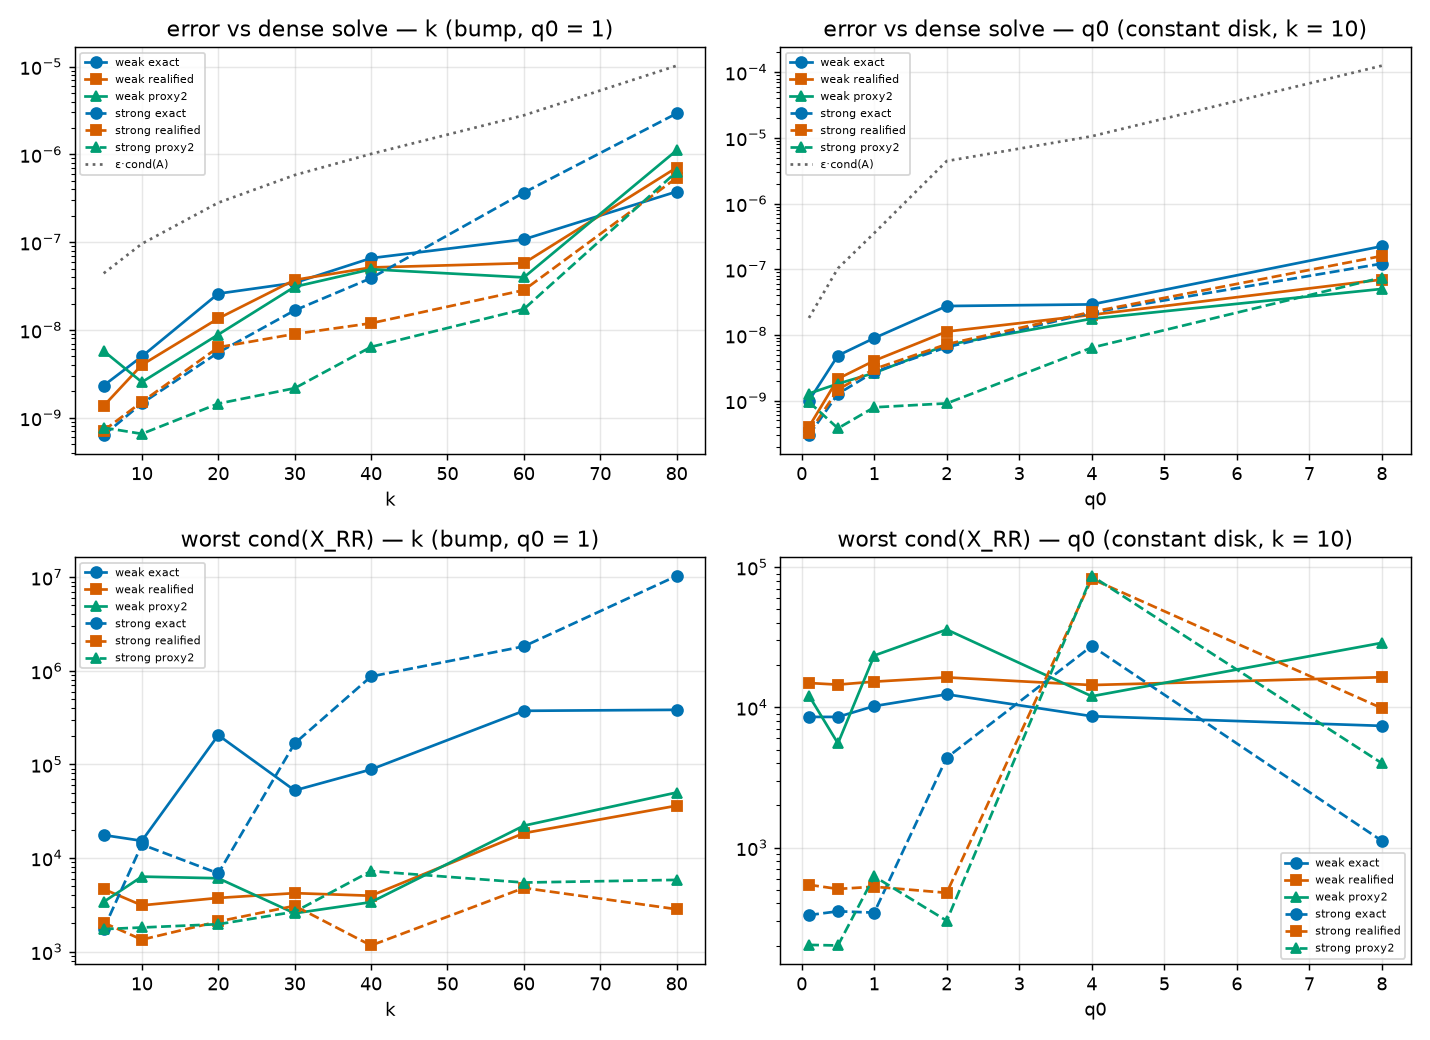 error vs dense solve — k (bump, q0 = 1)
10⁻⁵
10⁻⁶
10⁻⁷
10⁻⁸
10⁻⁹
weak exact
weak realified
weak proxy2
strong exact
strong realified
strong proxy2
ε·cond(A)
10 20 30 40 50 60 70 80
k
error vs dense solve — q0 (constant disk, k = 10)
10⁻⁴
10⁻⁵
10⁻⁶
10⁻⁷
10⁻⁸
10⁻⁹
weak exact
weak realified
weak proxy2
strong exact
strong realified
strong proxy2
ε·cond(A)
0 1 2 3 4 5 6 7 8
q0
worst cond(X_RR) — k (bump, q0 = 1)
10⁷
10⁶
10⁵
10⁴
10³
weak exact
weak realified
weak proxy2
strong exact
strong realified
strong proxy2
10 20 30 40 50 60 70 80
k
worst cond(X_RR) — q0 (constant disk, k = 10)
10⁵
10⁴
10³
weak exact
weak realified
weak proxy2
strong exact
strong realified
strong proxy2
0 1 2 3 4 5 6 7 8
q0